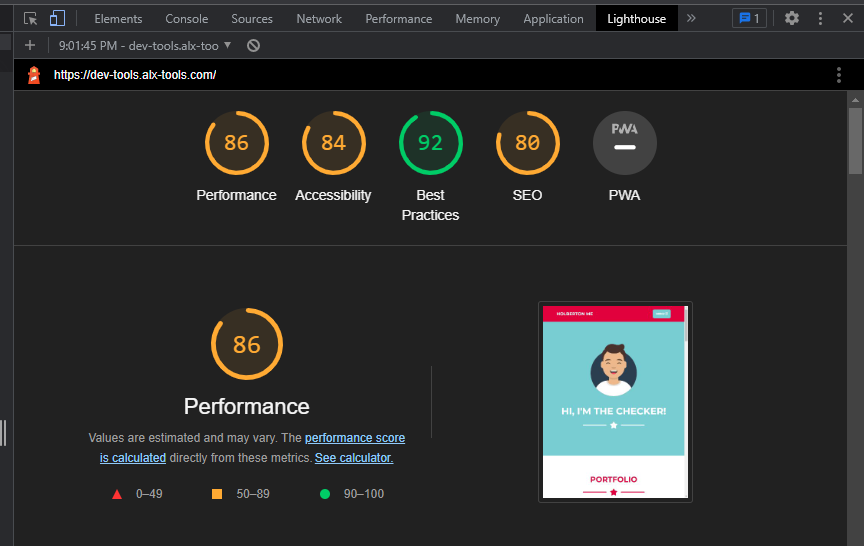 Elements Console Sources Network Performance Memory Application Lighthouse » 1
9:01:45 PM - dev-tools.alx-too
https://dev-tools.alx-tools.com/
86 84 92 80 PWA
Performance Accessibility Best Practices SEO PWA
86
Performance
Values are estimated and may vary. The performance score
is calculated directly from these metrics. See calculator.
0–49 50–89 90–100
HOLBERTON ME
HI, I'M THE CHECKER!
PORTFOLIO